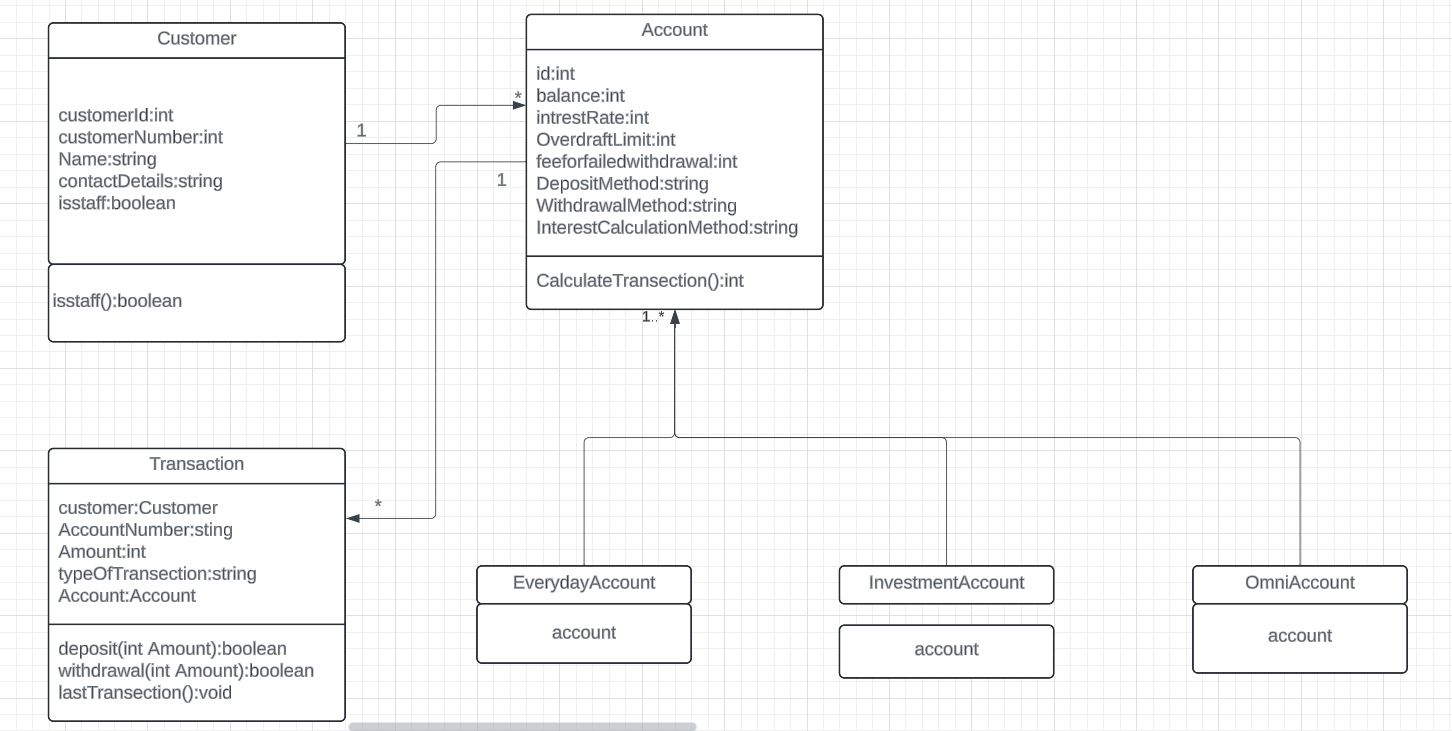 Customer
customerId:int
customerNumber:int
Name:string
contactDetails:string
isstaff:boolean
isstaff():boolean
1
*
Account
id:int
balance:int
intrestRate:int
OverdraftLimit:int
feeforfailedwithdrawal:int
DepositMethod:string
WithdrawalMethod:string
InterestCalculationMethod:string
CalculateTransection():int
1
1..*
*
Transaction
customer:Customer
AccountNumber:sting
Amount:int
typeOfTransection:string
Account:Account
deposit(int Amount):boolean
withdrawal(int Amount):boolean
lastTransection():void
EverydayAccount
account
InvestmentAccount
account
OmniAccount
account